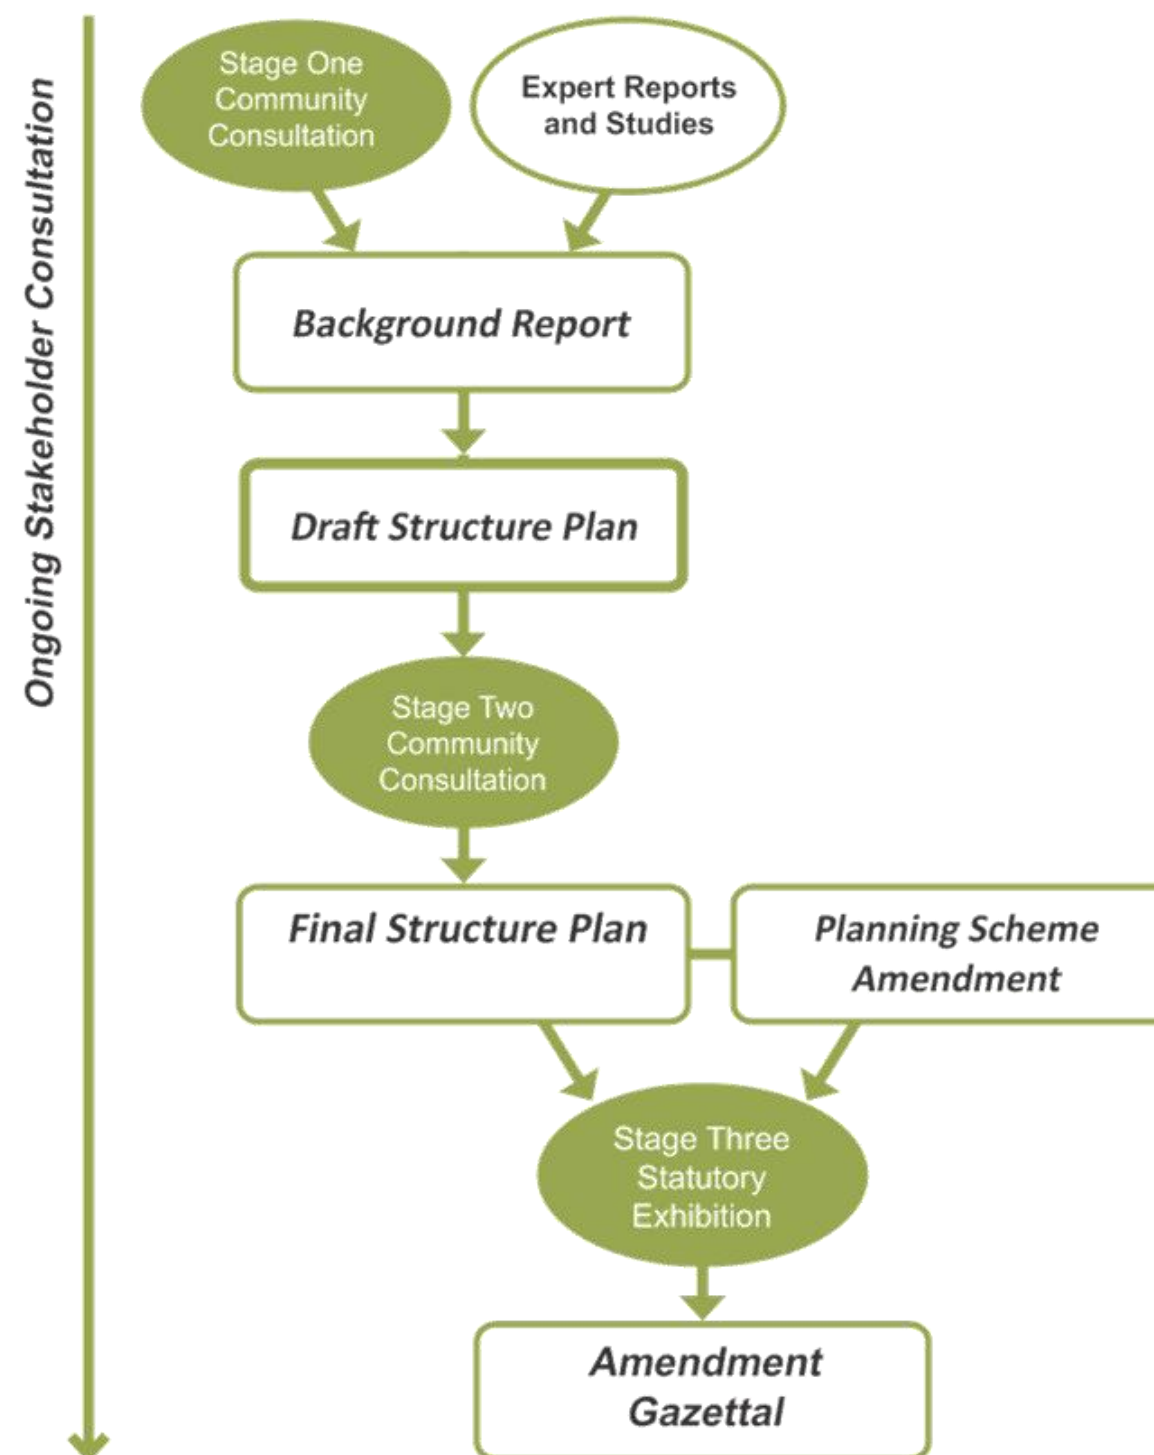 Ongoing Stakeholder Consultation
Stage One
Community
Consultation
Expert Reports
and Studies
Background Report
Draft Structure Plan
Stage Two
Community
Consultation
Final Structure Plan
Planning Scheme
Amendment
Stage Three
Statutory
Exhibition
Amendment
Gazettal